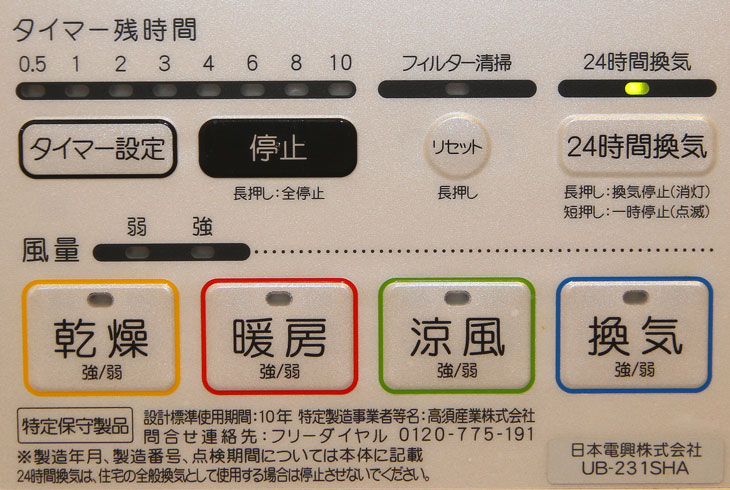 タイマー残時間
0.5 1 2 3 4 6 8 10
フィルター清掃
24時間換気
タイマー設定
停止
リセット
24時間換気
長押し:全停止
長押し
長押し:換気停止(消灯)
短押し:一時停止(点滅)
弱 強
風量
乾燥
強/弱
暖房
強/弱
涼風
強/弱
換気
強/弱
特定保守製品
設計標準使用期間:10年 特定製造事業者等名:高須産業株式会社
問合せ連絡先:フリーダイヤル 0120-775-191
※製造年月、製造番号、点検期間については本体に記載
24時間換気は、住宅の全般換気として使用する場合は停止させないでください。
日本電興株式会社
UB-231SHA